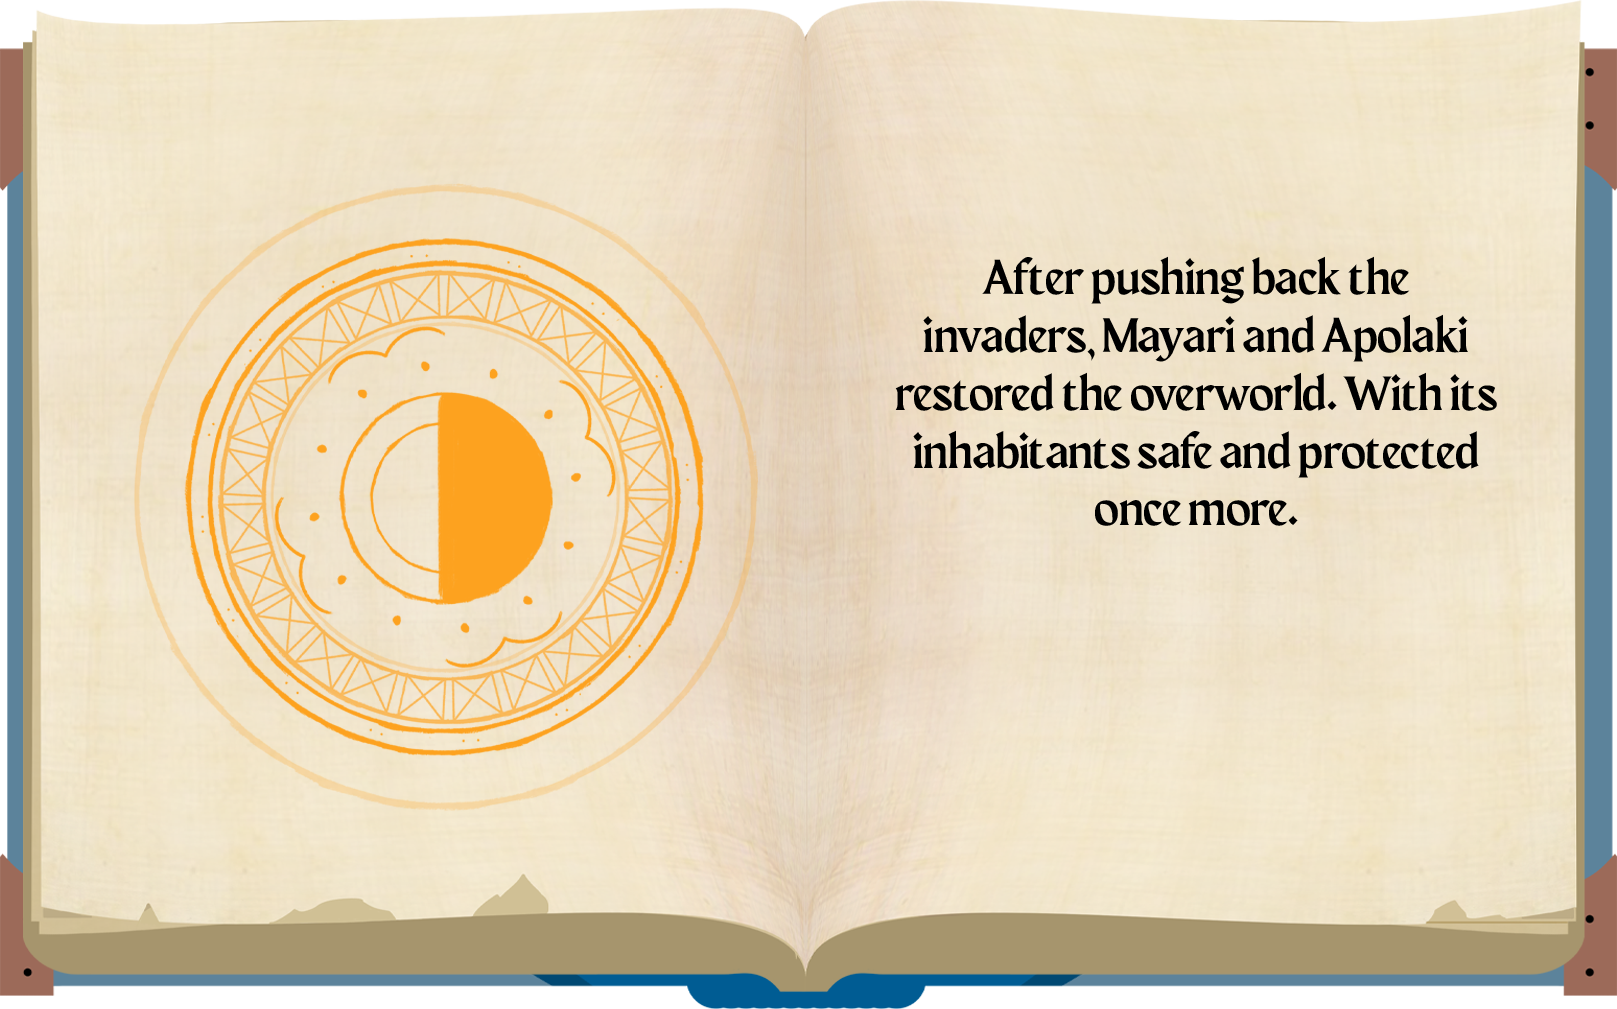 After pushing back the
invaders, Mayari and Apolaki
restored the overworld. With its
inhabitants safe and protected
once more.